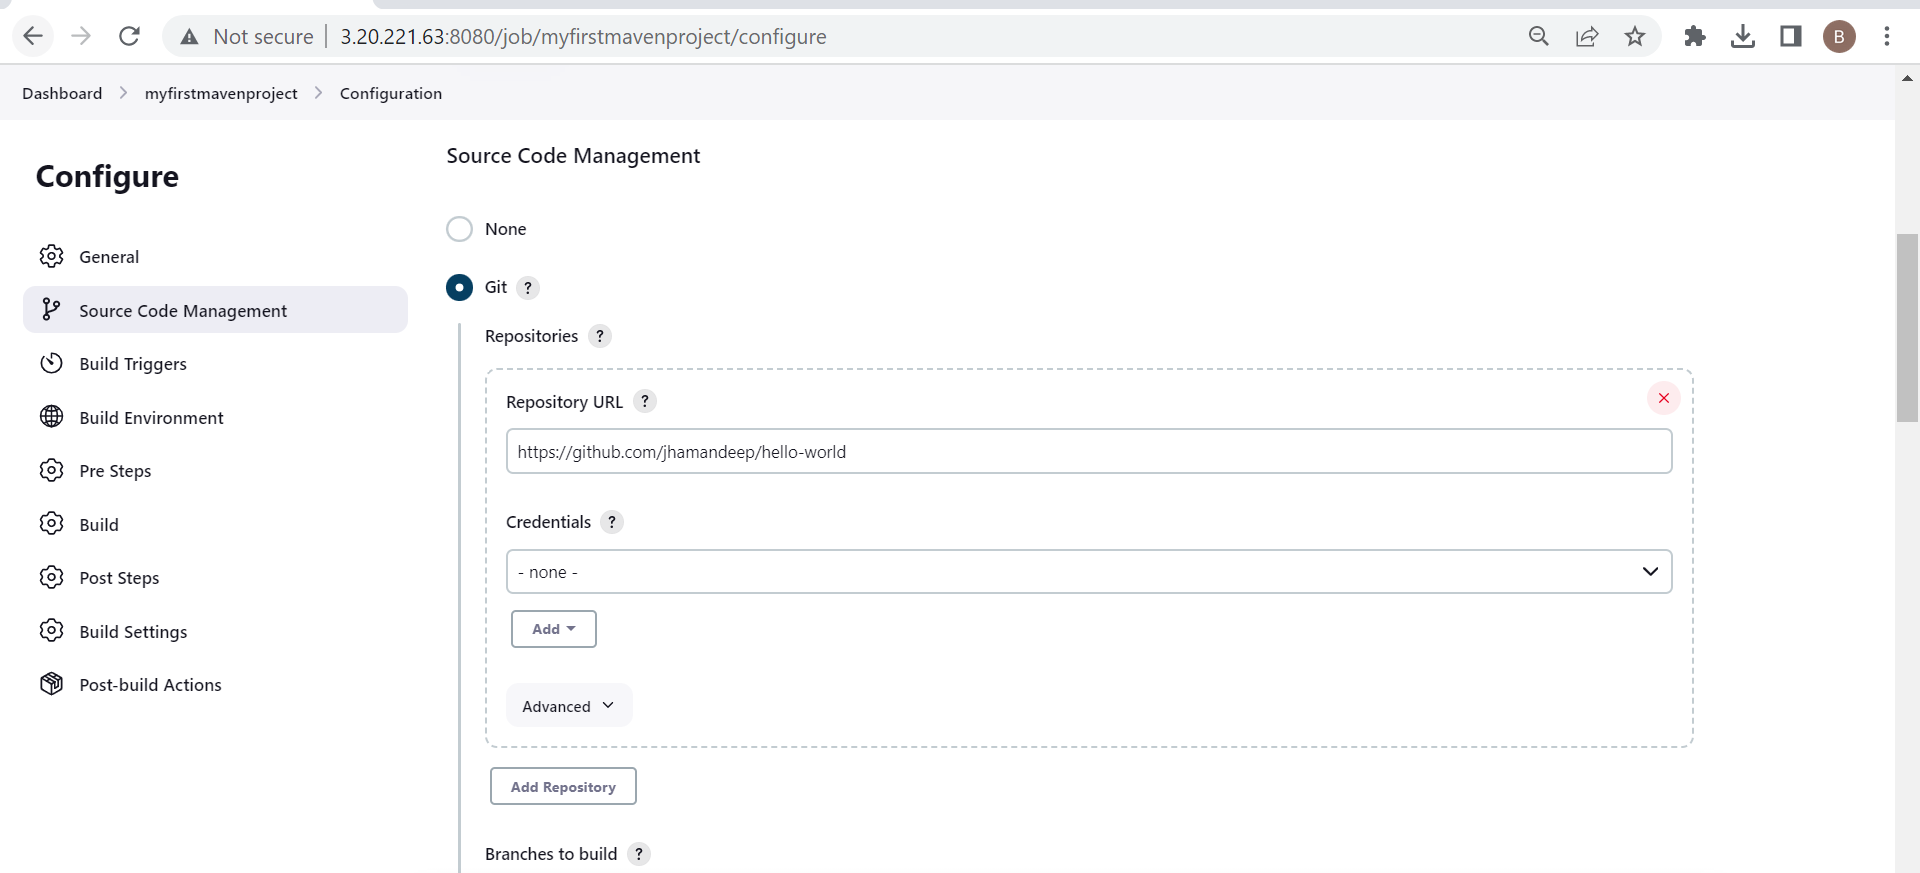 Not secure
3.20.221.63:8080/job/myfirstmavenproject/configure
B
Dashboard
myfirstmavenproject
Configuration
Configure
General
Source Code Management
Build Triggers
Build Environment
Pre Steps
Build
Post Steps
Build Settings
Post-build Actions
Source Code Management
None
Git ?
Repositories ?
Repository URL ?
https://github.com/jhamandeep/hello-world
Credentials ?
- none -
Add
Advanced
Add Repository
Branches to build ?